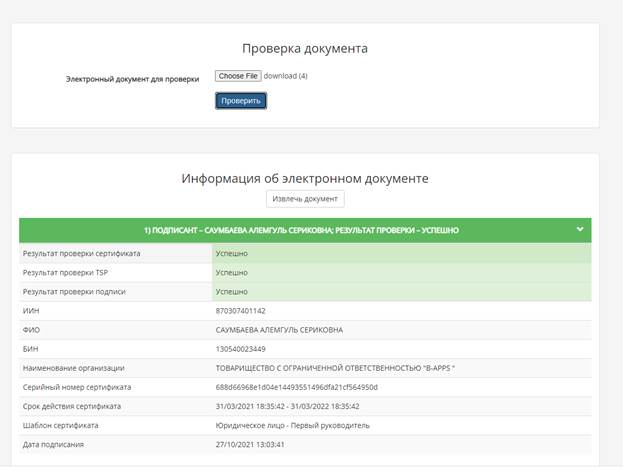 Проверка документа
Электронный документ для проверки Choose File download (4)
Проверить
Информация об электронном документе
Извлечь документ
1) ПОДПИСАНТ – САУМБАЕВА АЛЕМГУЛЬ СЕРИКОВНА; РЕЗУЛЬТАТ ПРОВЕРКИ – УСПЕШНО
Результат проверки сертификата Успешно
Результат проверки TSP Успешно
Результат проверки подписи Успешно
ИИН 870307401142
ФИО САУМБАЕВА АЛЕМГУЛЬ СЕРИКОВНА
БИН 130540023449
Наименование организации ТОВАРИЩЕСТВО С ОГРАНИЧЕННОЙ ОТВЕТСТВЕННОСТЬЮ "B-APPS "
Серийный номер сертификата 688d66968e1d04e14493551496dfa21cf564950d
Срок действия сертификата 31/03/2021 18:35:42 - 31/03/2022 18:35:42
Шаблон сертификата Юридическое лицо - Первый руководитель
Дата подписания 27/10/2021 13:03:41